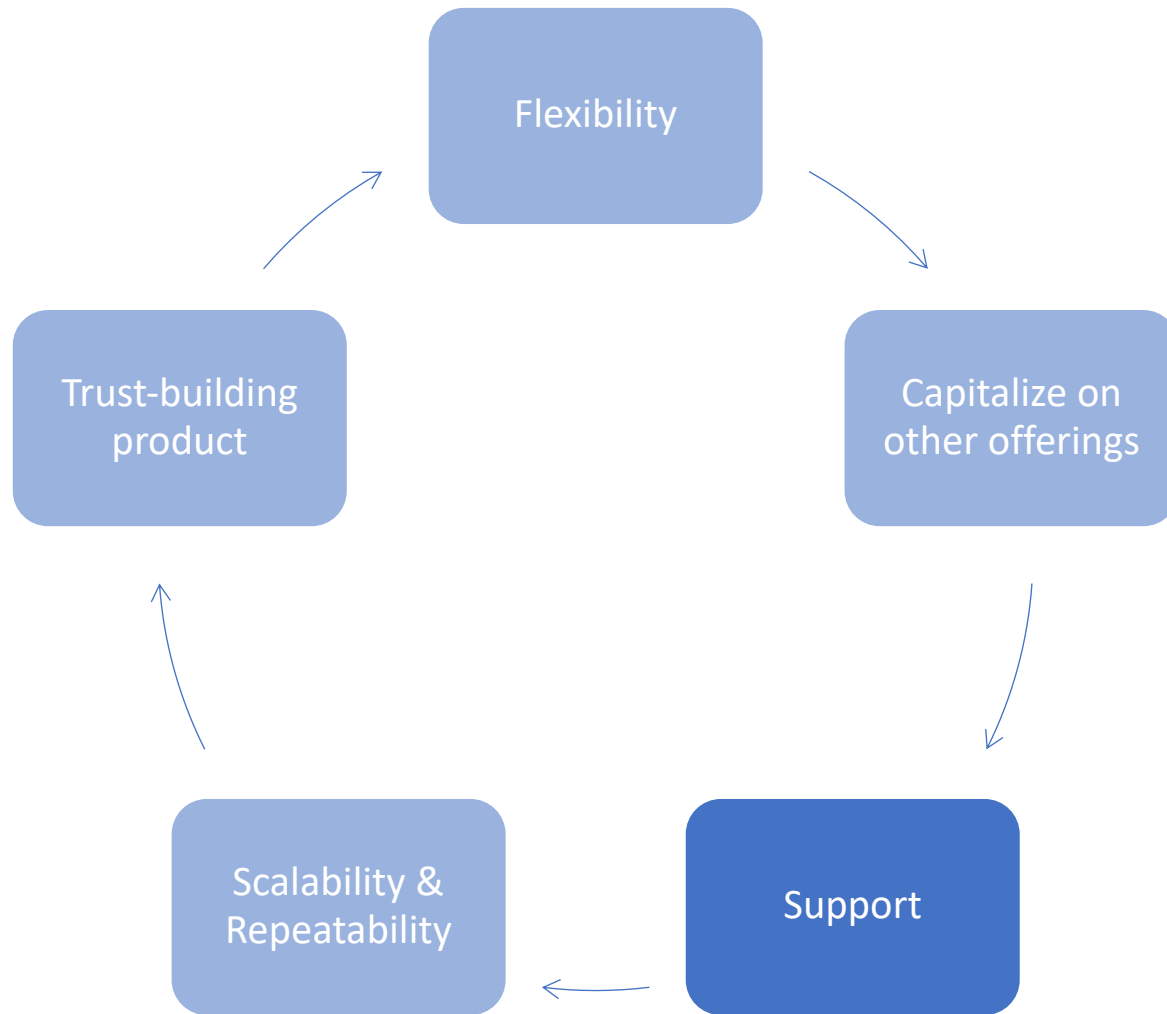 Flexibility
Capitalize on
other offerings
Support
Scalability &
Repeatability
Trust-building
product